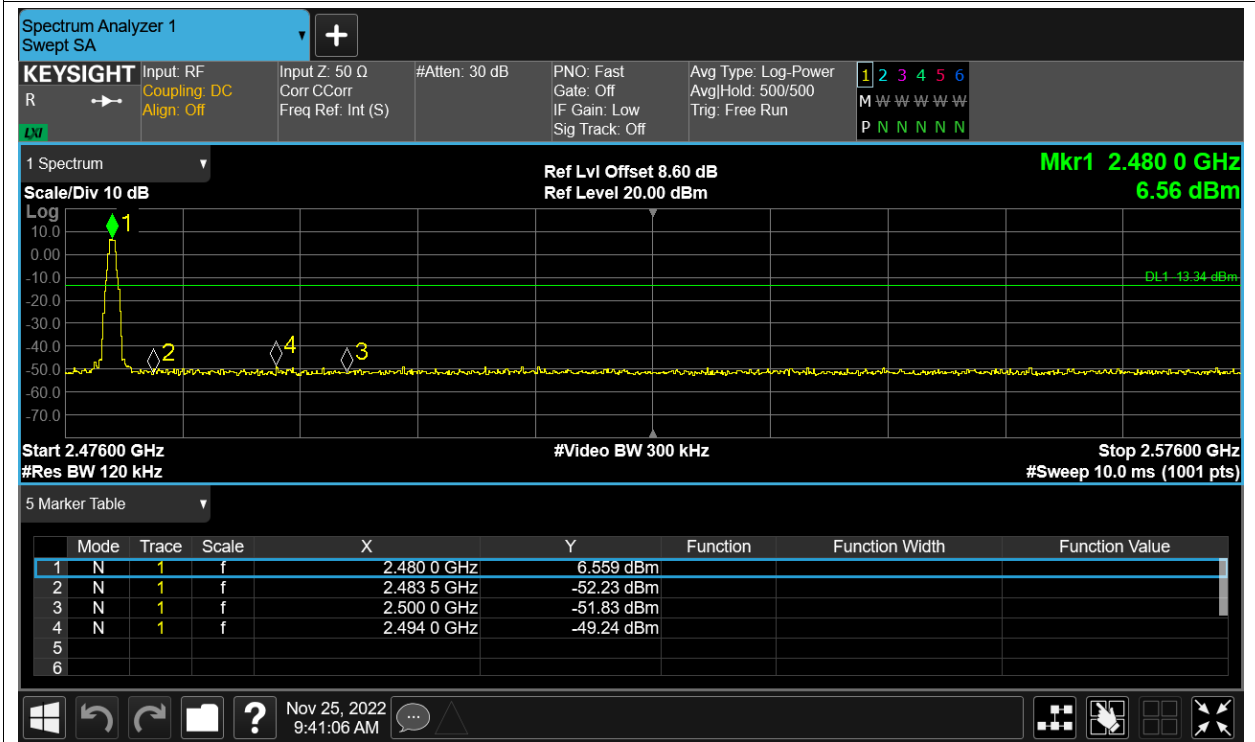 Spectrum Analyzer 1
Swept SA
+
KEYSIGHT
R
LXI
Input: RF
Coupling: DC
Align: Off
Input Z: 50 Ω
Corr CCorr
Freq Ref: Int (S)
#Atten: 30 dB
PNO: Fast
Gate: Off
IF Gain: Low
Sig Track: Off
Avg Type: Log-Power
Avg|Hold: 500/500
Trig: Free Run
1 2 3 4 5 6
M W W W W W
P N N N N N
1 Spectrum
Scale/Div 10 dB
Ref Lvl Offset 8.60 dB
Ref Level 20.00 dBm
Mkr1 2.480 0 GHz
6.56 dBm
Log
10.0
0.00
-10.0
-20.0
-30.0
-40.0
-50.0
-60.0
-70.0
1
2
4
3
DL1 -13.34 dBm
Start 2.47600 GHz
#Video BW 300 kHz
Stop 2.57600 GHz
#Res BW 120 kHz
#Sweep 10.0 ms (1001 pts)
5 Marker Table
Mode Trace Scale X Y Function Function Width Function Value
1 N 1 f 2.480 0 GHz 6.559 dBm
2 N 1 f 2.483 5 GHz -52.23 dBm
3 N 1 f 2.500 0 GHz -51.83 dBm
4 N 1 f 2.494 0 GHz -49.24 dBm
5
6
?
Nov 25, 2022
9:41:06 AM